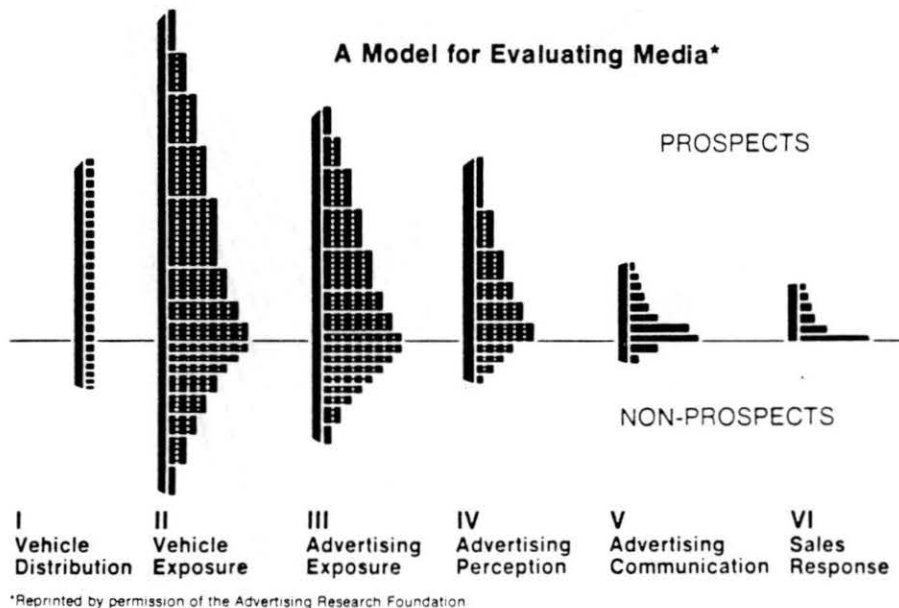 A Model for Evaluating Media*
PROSPECTS
NON-PROSPECTS
I
Vehicle
Distribution
II
Vehicle
Exposure
III
Advertising
Exposure
IV
Advertising
Perception
V
Advertising
Communication
VI
Sales
Response
*Reprinted by permission of the Advertising Research Foundation